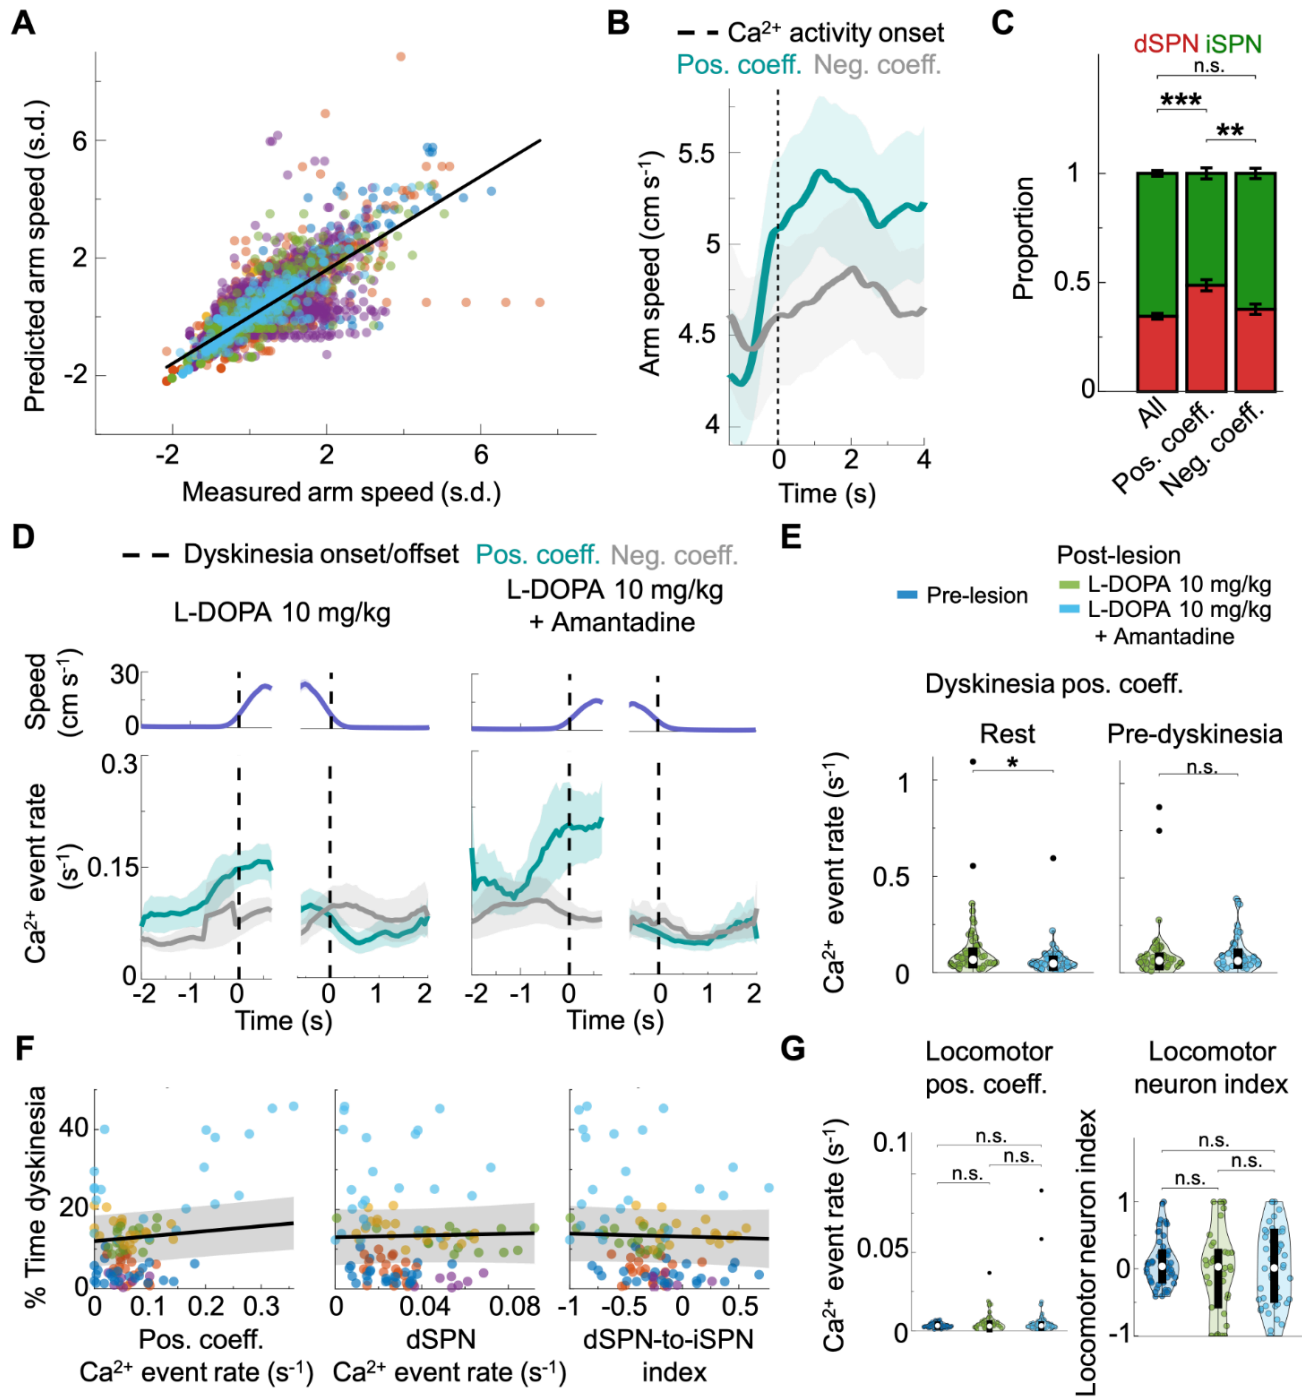 A
Predicted arm speed (s.d.)
6
2
-2
-2
2
6
Measured arm speed (s.d.)
B
Ca²⁺ activity onset
Pos. coeff. Neg. coeff.
Arm speed (cm s⁻¹)
5.5
5
4.5
4
0
2
4
Time (s)
C
dSPN iSPN
n.s.
***
**
Proportion
1
0.5
0
All
Pos. coeff.
Neg. coeff.
D
Dyskinesia onset/offset Pos. coeff. Neg. coeff.
L-DOPA 10 mg/kg
L-DOPA 10 mg/kg
+ Amantadine
Speed
(cm s⁻¹)
30
0
Ca²⁺ event rate
(s⁻¹)
0.3
0.15
0
-2 -1 0
0 1 2
Time (s)
-2 -1 0
0 1 2
Time (s)
E
Pre-lesion
Post-lesion
L-DOPA 10 mg/kg
L-DOPA 10 mg/kg
+ Amantadine
Dyskinesia pos. coeff.
Rest
Pre-dyskinesia
Ca²⁺ event rate (s⁻¹)
1
0.5
0
*
n.s.
F
% Time dyskinesia
40
20
0
0 0.1 0.2 0.3
Pos. coeff.
Ca²⁺ event rate (s⁻¹)
0 0.04 0.08
dSPN
Ca²⁺ event rate (s⁻¹)
-1 -0.5 0 0.5
dSPN-to-iSPN
index
G
Locomotor
pos. coeff.
Ca²⁺ event rate (s⁻¹)
0.1
0.05
0
n.s.
n.s.
n.s.
Locomotor
neuron index
Locomotor neuron index
1
0
-1
n.s.
n.s.
n.s.